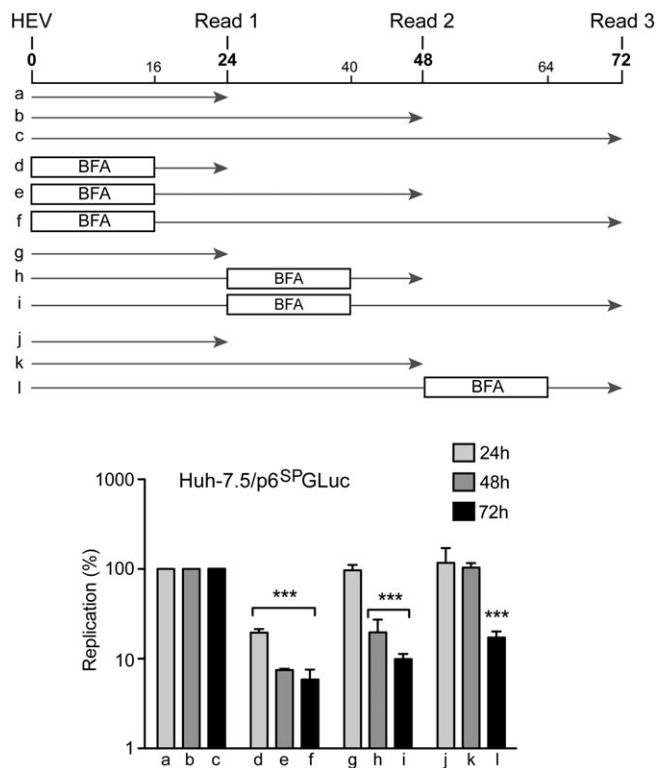 HEV Read 1 Read 2 Read 3
0 16 24 40 48 64 72
a
b
c
d BFA
e BFA
f BFA
g
h BFA
i BFA
j
k
l BFA
24h
Huh-7.5/p6SPGLuc
48h
72h
1000
100
10
1
Replication (%)
*** *** ***
a b c d e f g h i j k l